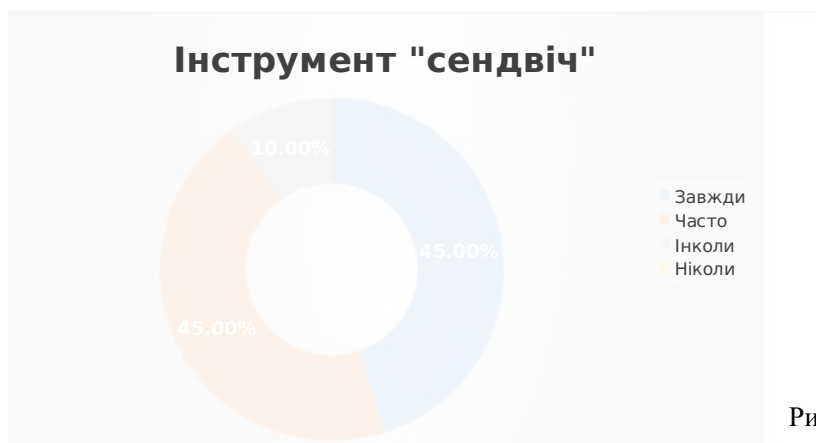 Інструмент "сендвіч"
10.00%
45.00%
45.00%
Завжди
Часто
Інколи
Ніколи
Ри